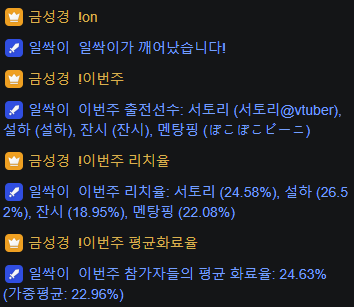 금성경 !on
일싹이 일싹이가 깨어났습니다!
금성경 !이번주
일싹이 이번주 출전선수: 서토리 (서토리@vtuber),
설하 (설하), 잔시 (잔시), 멘탕핑 (ぽこぽこピーニ)
금성경 !이번주 리치율
일싹이 이번주 리치율: 서토리 (24.58%), 설하 (26.5
2%), 잔시 (18.95%), 멘탕핑 (22.08%)
금성경 !이번주 평균화료율
일싹이 이번주 참가자들의 평균 화료율: 24.63%
(가중평균: 22.96%)